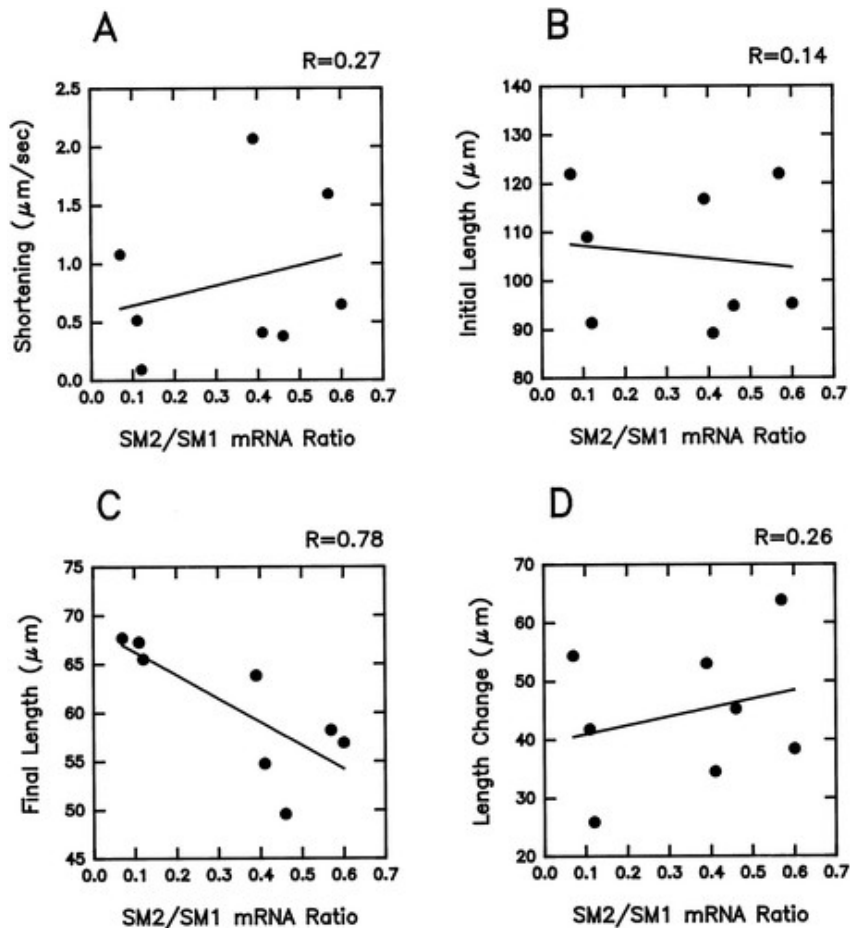 A
R=0.27
2.5
2.0
1.5
1.0
0.5
0.0
Shortening (μm/sec)
0.0 0.1 0.2 0.3 0.4 0.5 0.6 0.7
SM2/SM1 mRNA Ratio
B
R=0.14
140
130
120
110
100
90
80
Initial Length (μm)
0.0 0.1 0.2 0.3 0.4 0.5 0.6 0.7
SM2/SM1 mRNA Ratio
C
R=0.78
75
70
65
60
55
50
45
Final Length (μm)
0.0 0.1 0.2 0.3 0.4 0.5 0.6 0.7
SM2/SM1 mRNA Ratio
D
R=0.26
70
60
50
40
30
20
Length Change (μm)
0.0 0.1 0.2 0.3 0.4 0.5 0.6 0.7
SM2/SM1 mRNA Ratio